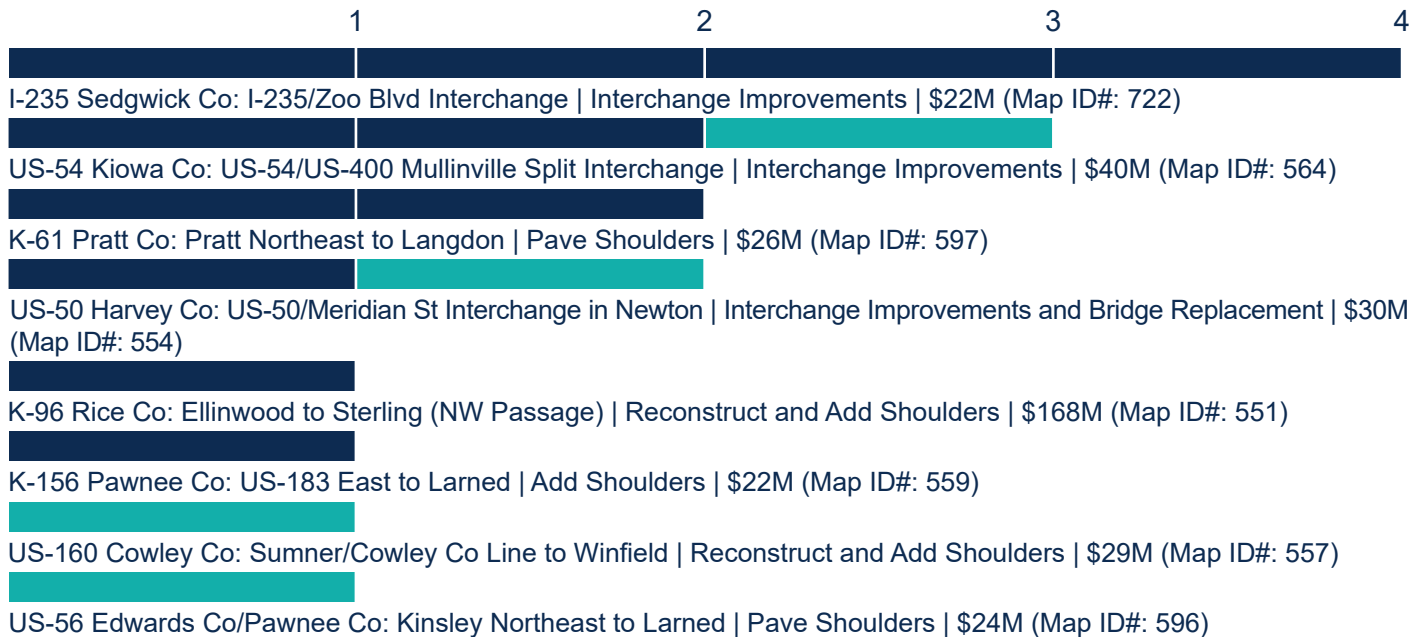 1 2 3 4
I-235 Sedgwick Co: I-235/Zoo Blvd Interchange | Interchange Improvements | $22M (Map ID#: 722)
US-54 Kiowa Co: US-54/US-400 Mullinville Split Interchange | Interchange Improvements | $40M (Map ID#: 564)
K-61 Pratt Co: Pratt Northeast to Langdon | Pave Shoulders | $26M (Map ID#: 597)
US-50 Harvey Co: US-50/Meridian St Interchange in Newton | Interchange Improvements and Bridge Replacement | $30M
(Map ID#: 554)
K-96 Rice Co: Ellinwood to Sterling (NW Passage) | Reconstruct and Add Shoulders | $168M (Map ID#: 551)
K-156 Pawnee Co: US-183 East to Larned | Add Shoulders | $22M (Map ID#: 559)
US-160 Cowley Co: Sumner/Cowley Co Line to Winfield | Reconstruct and Add Shoulders | $29M (Map ID#: 557)
US-56 Edwards Co/Pawnee Co: Kinsley Northeast to Larned | Pave Shoulders | $24M (Map ID#: 596)